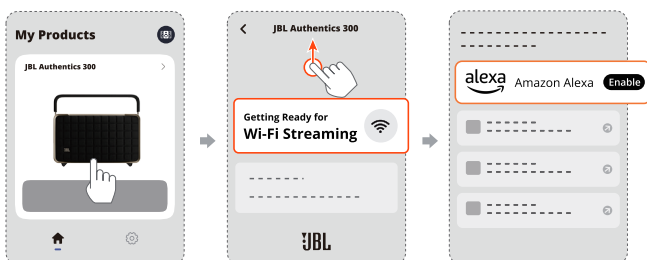 My Products
JBL Authentics 300
JBL
JBL Authentics 300
Getting Ready for
Wi-Fi Streaming
JBL
alexa Amazon Alexa Enable